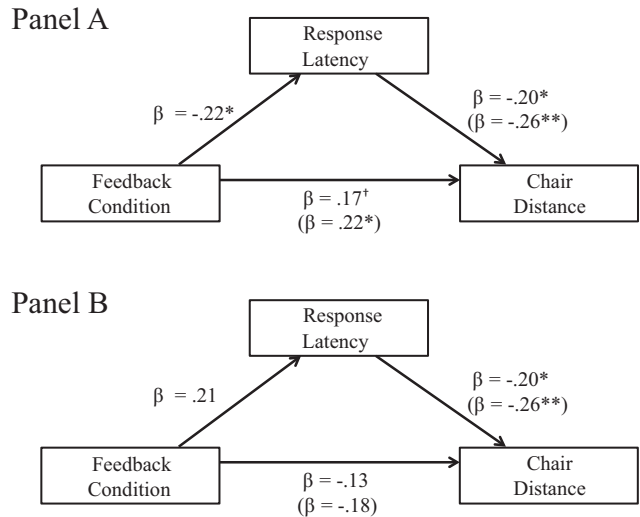 Panel A
Response
Latency
β = -.22*
β = -.20*
(β = -.26**)
Feedback
Condition
β = .17†
(β = .22*)
Chair
Distance
Panel B
Response
Latency
β = .21
β = -.20*
(β = -.26**)
Feedback
Condition
β = -.13
(β = -.18)
Chair
Distance